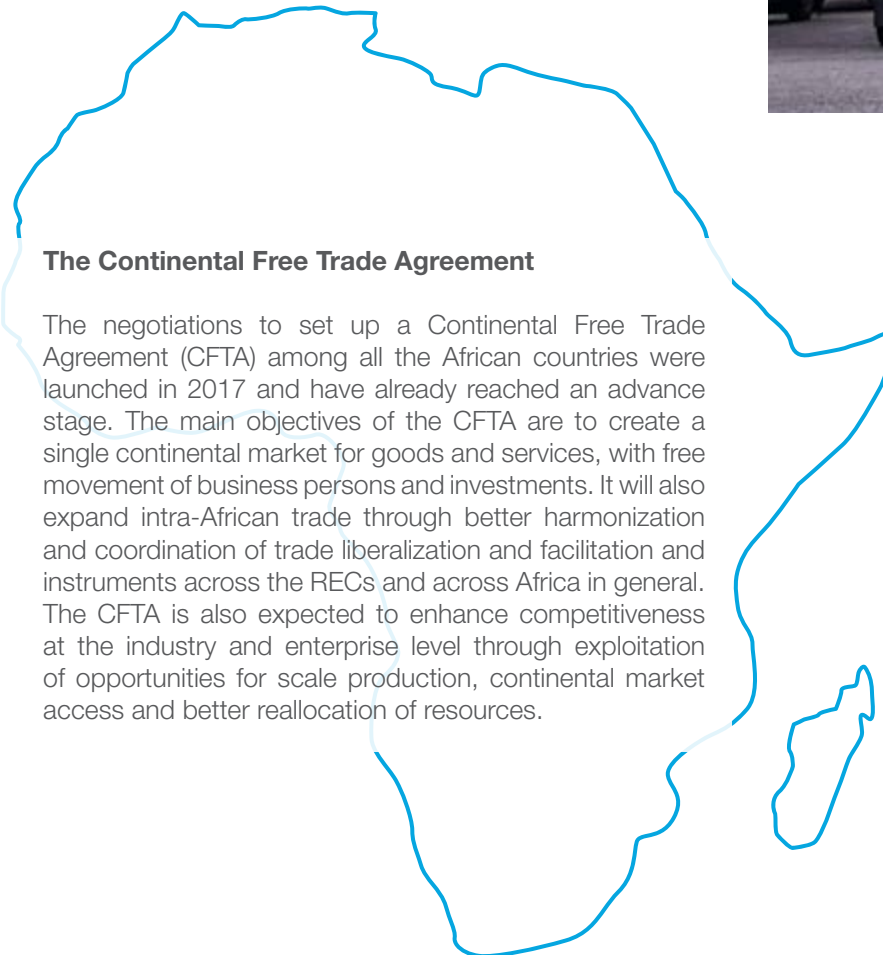 The Continental Free Trade Agreement
The negotiations to set up a Continental Free Trade
Agreement (CFTA) among all the African countries were
launched in 2017 and have already reached an advance
stage. The main objectives of the CFTA are to create a
single continental market for goods and services, with free
movement of business persons and investments. It will also
expand intra-African trade through better harmonization
and coordination of trade liberalization and facilitation and
instruments across the RECs and across Africa in general.
The CFTA is also expected to enhance competitiveness
at the industry and enterprise level through exploitation
of opportunities for scale production, continental market
access and better reallocation of resources.